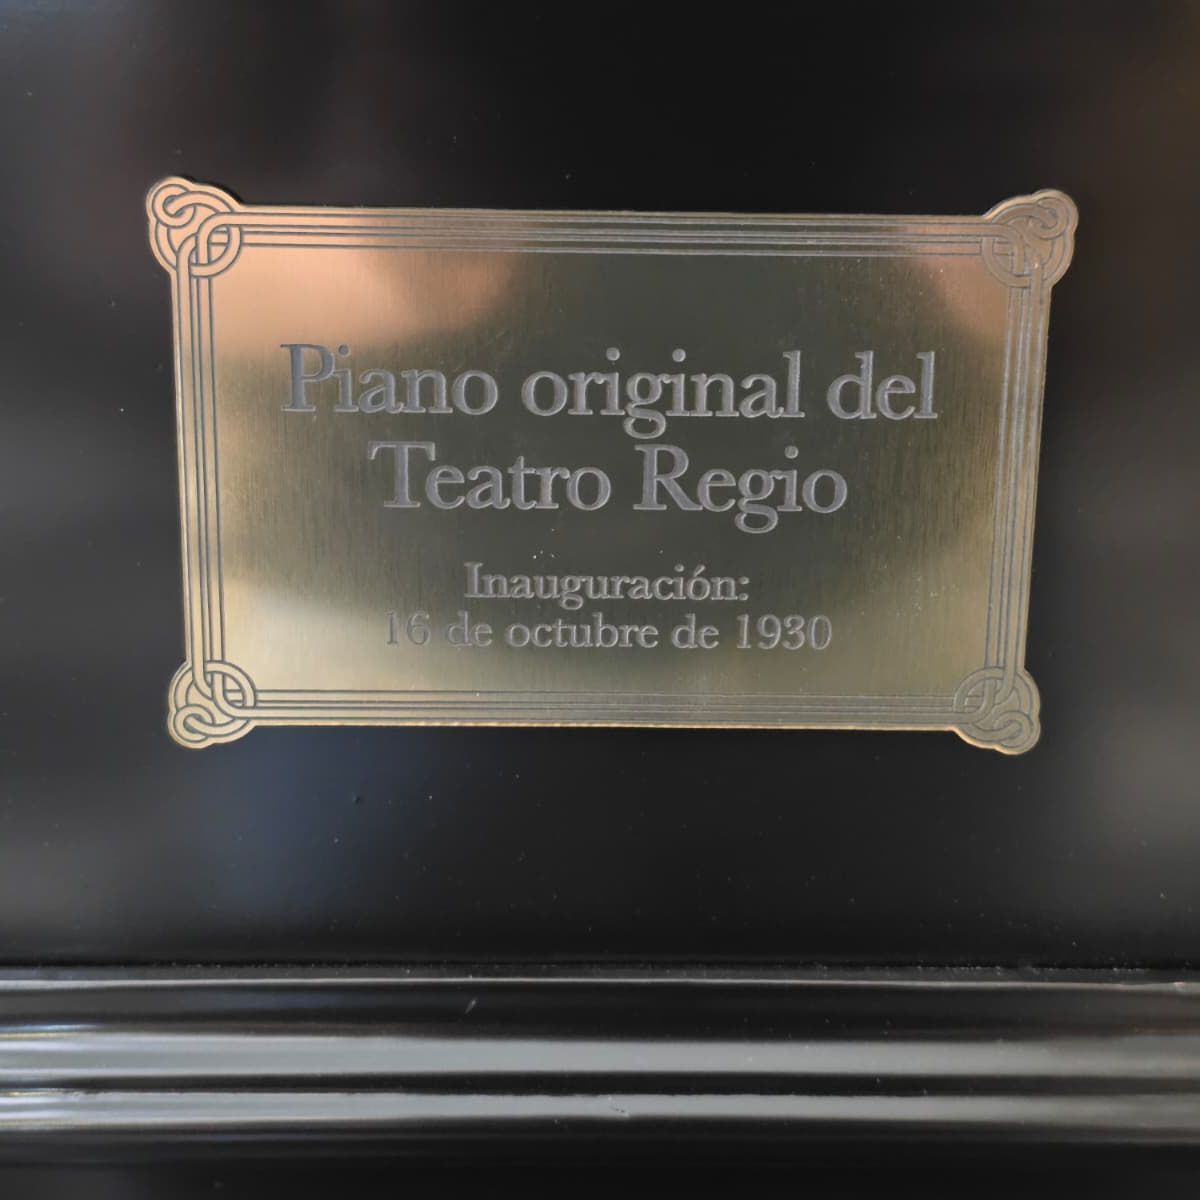 Piano original del
Teatro Regio
Inauguración:
16 de octubre de 1930